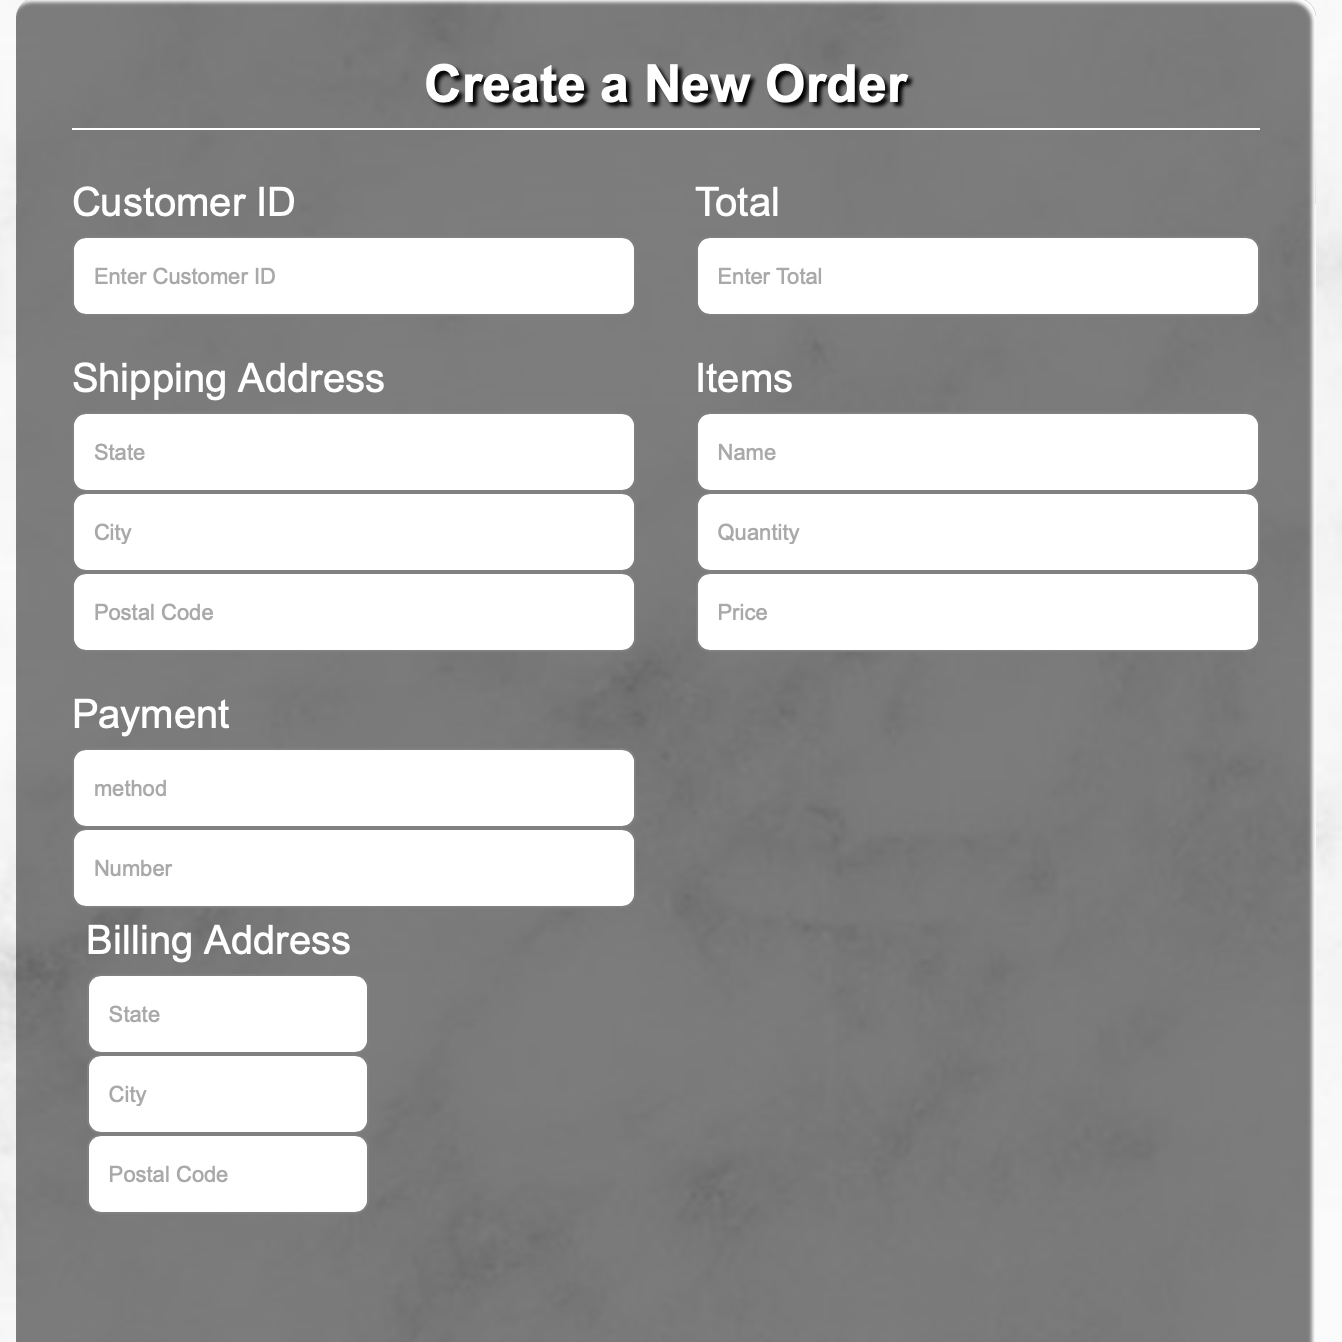 Create a New Order
Customer ID
Enter Customer ID
Total
Enter Total
Shipping Address
State
City
Postal Code
Items
Name
Quantity
Price
Payment
method
Number
Billing Address
State
City
Postal Code